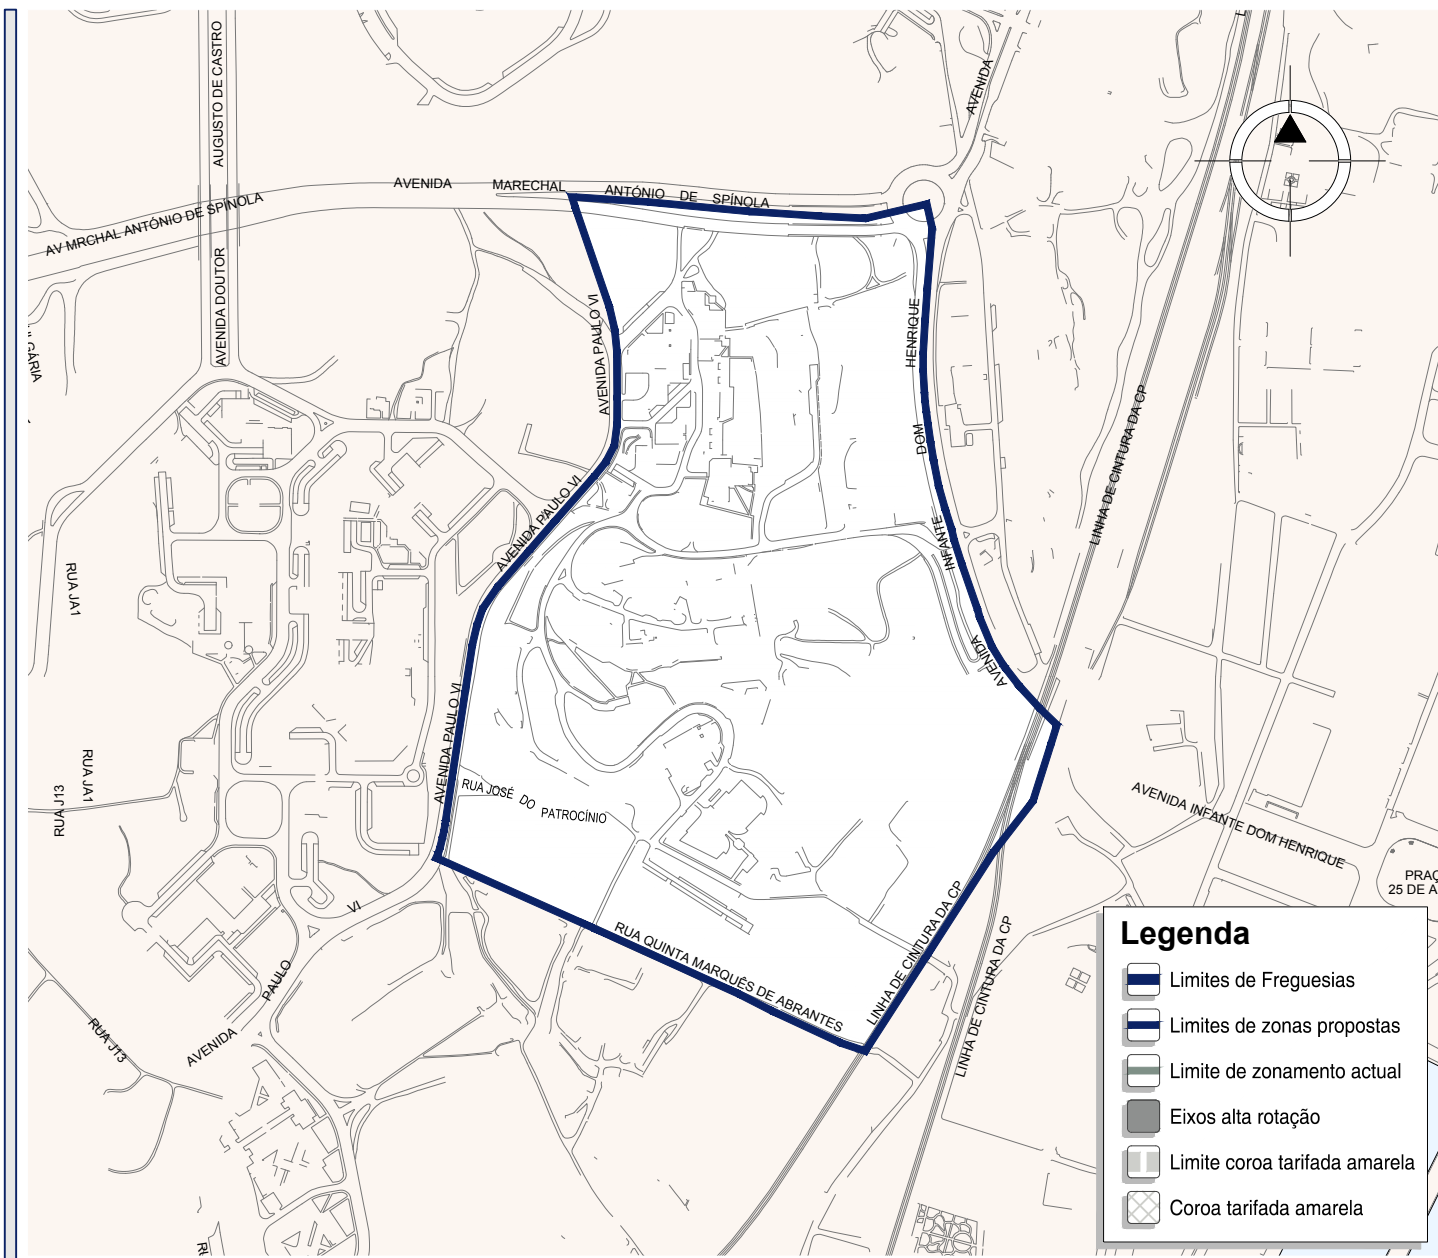 AUGUSTO DE CASTRO
AVENIDA DOUTOR
AVENIDA
AVENIDA MARECHAL ANTÓNIO DE SPÍNOLA
AV MRCHAL ANTÓNIO DE SPÍNOLA
AVENIDA PAULO VI
HENRIQUE
DOM
INFANTE
AVENIDA
LINHA DE CINTURA DA CP
AVENIDA PAULO VI
RUA JA1
AVENIDA PAULO VI
RUA JA1
RUA J13
RUA JOSÉ DO PATROCÍNIO
AVENIDA INFANTE DOM HENRIQUE
PRAÇ
25 DE A
VI
PAULO
AVENIDA
RUA J13
RUA QUINTA MARQUÊS DE ABRANTES
LINHA DE CINTURA DA CP
LINHA DE CINTURA DA CP
Legenda
Limites de Freguesias
Limites de zonas propostas
Limite de zonamento actual
Eixos alta rotação
Limite coroa tarifada amarela
Coroa tarifada amarela